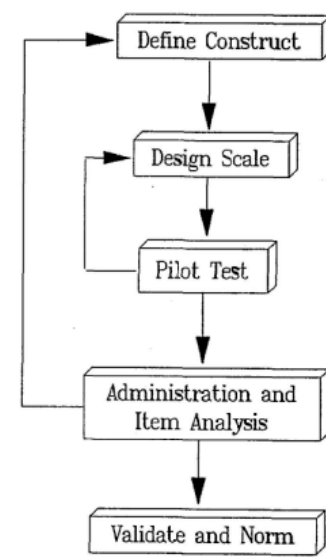 Define Construct
Design Scale
Pilot Test
Administration and
Item Analysis
Validate and Norm